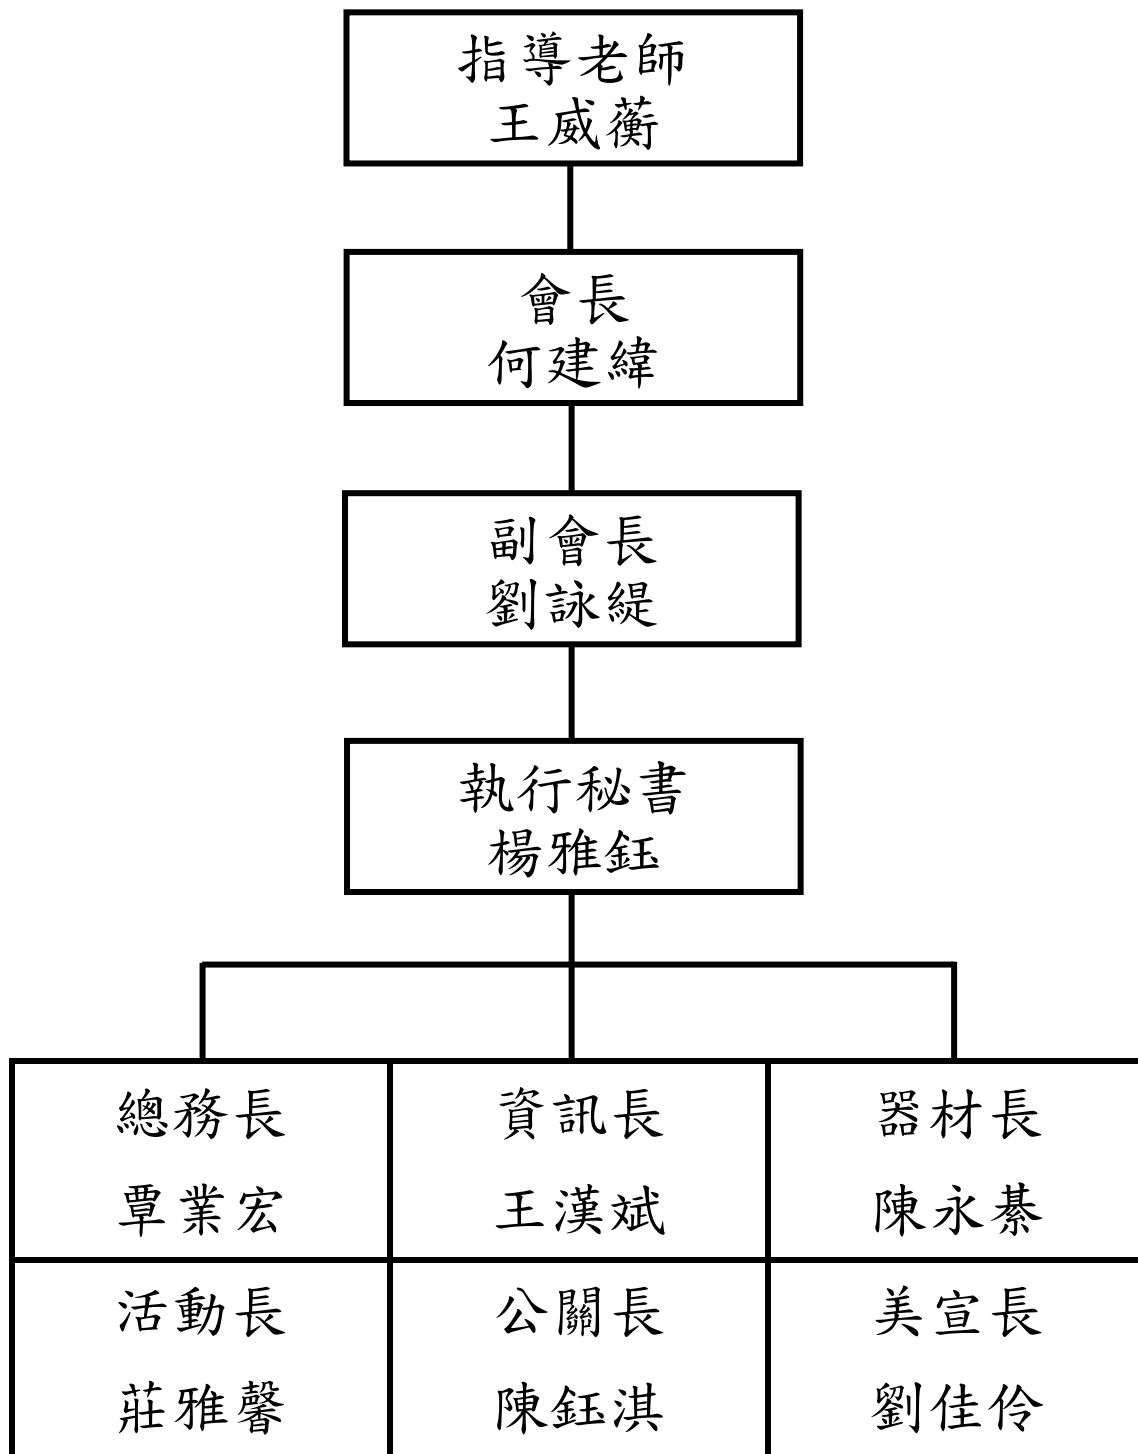 指導老師
王威蘅
會長
何建緯
副會長
劉詠緹
執行秘書
楊雅鈺
總務長
資訊長
器材長
覃業宏
王漢斌
陳永綦
活動長
公關長
美宣長
莊雅馨
陳鈺淇
劉佳伶